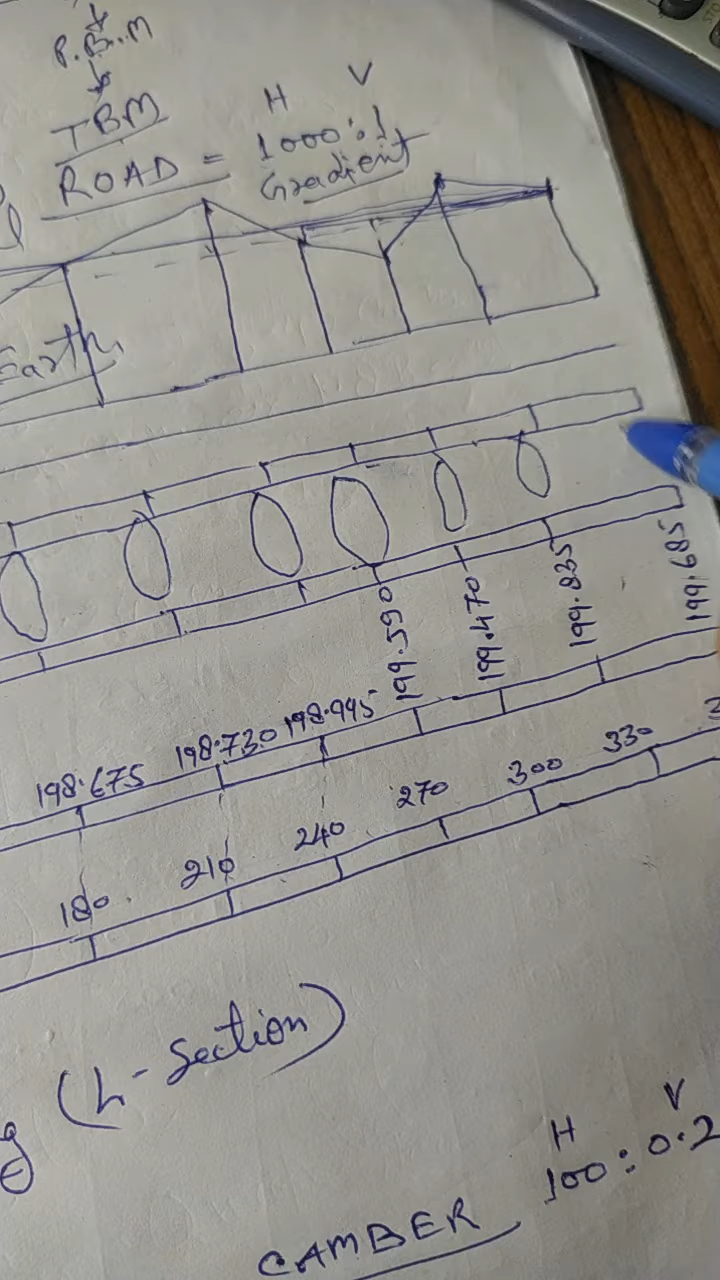 P.B.M
TBM
H V
ROAD = 1000:1
Gradient
Earth
199.590
199.470
199.835
199.685
198.675
198.730
198.995
180
210
240
270
300
330
(L-Section)
H V
100:0.2
CAMBER